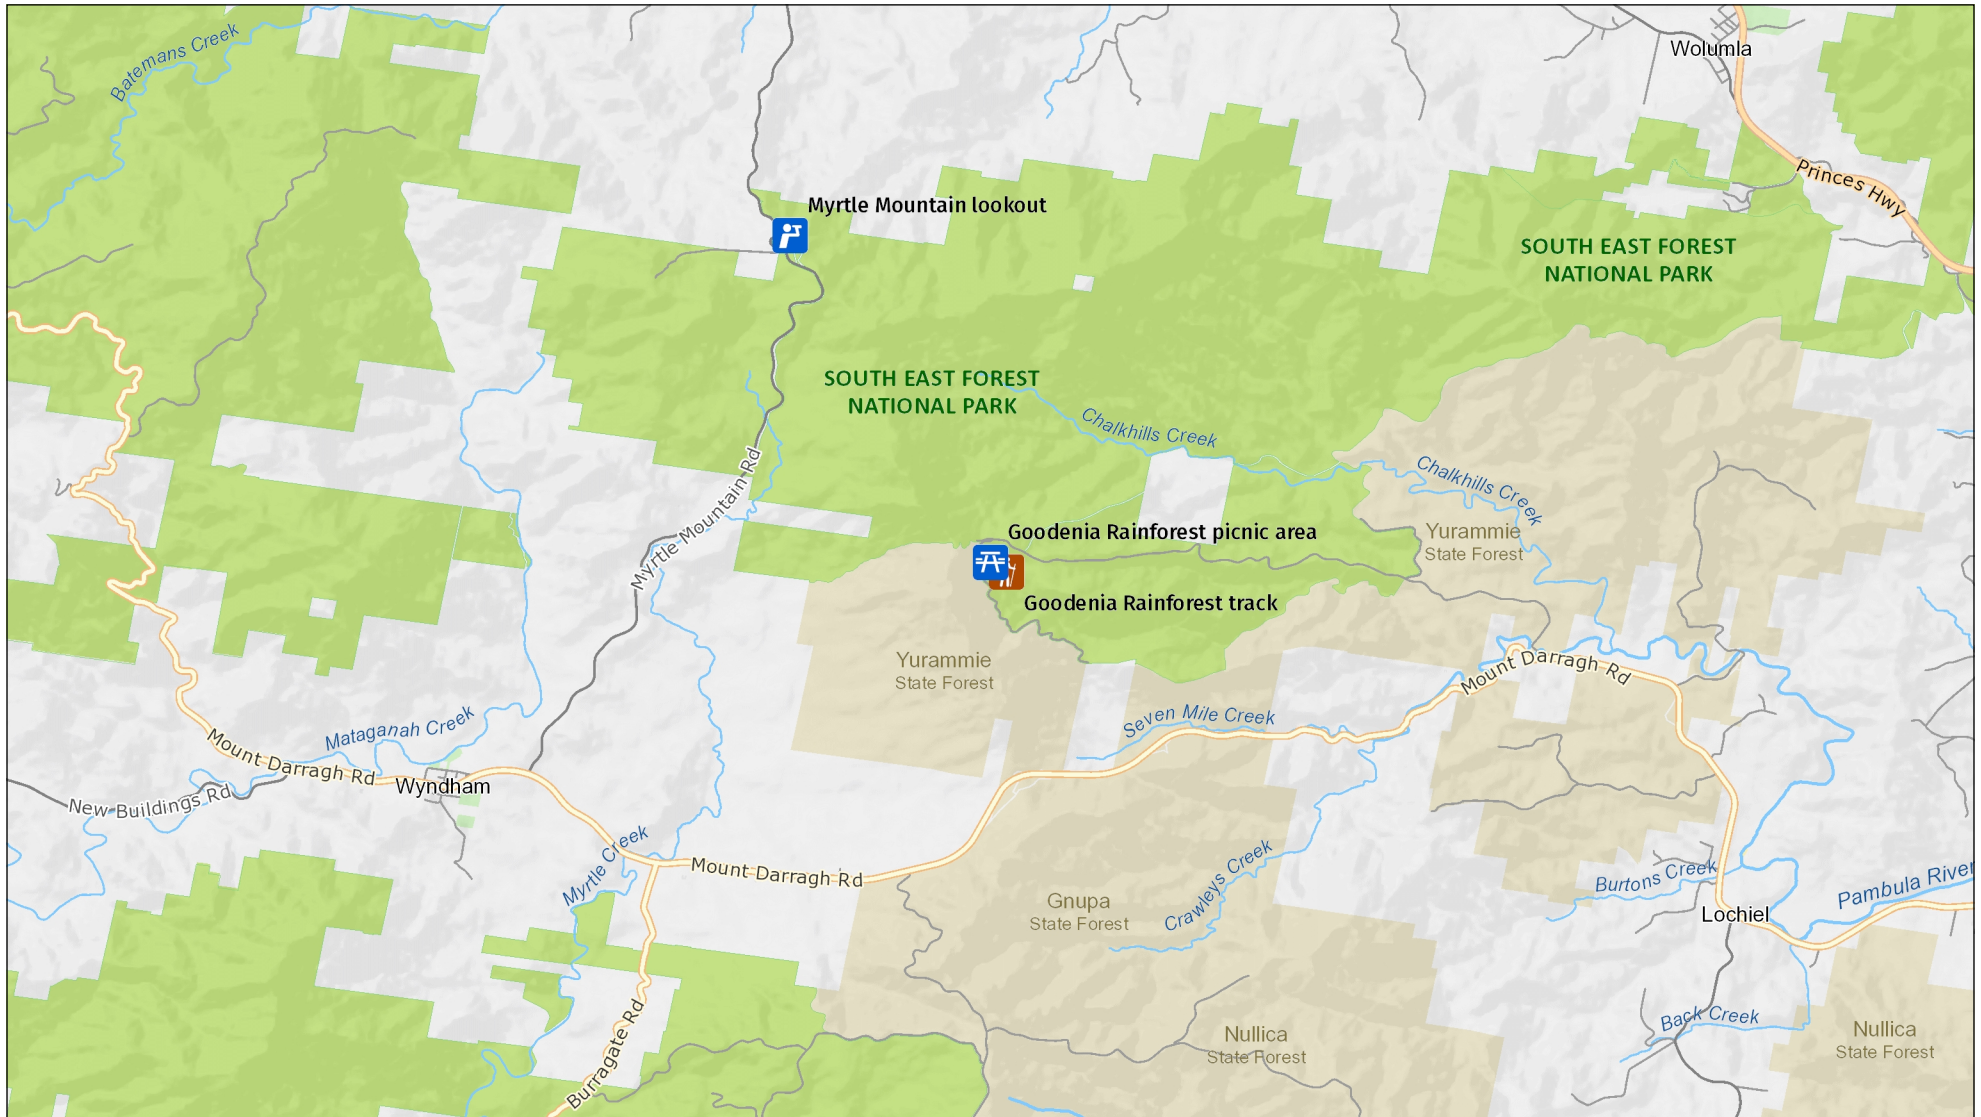 Batemans Creek
Wolumla
Princes Hwy
Myrtle Mountain lookout
SOUTH EAST FOREST
NATIONAL PARK
SOUTH EAST FOREST
NATIONAL PARK
Chalkhills Creek
Chalkhills Creek
Myrtle Mountain Rd
Goodenia Rainforest picnic area
Yurammie
State Forest
Goodenia Rainforest track
Yurammie
State Forest
Mount Darragh Rd
Seven Mile Creek
Mataganah Creek
Mount Darragh Rd
Wyndham
New Buildings Rd
Myrtle Creek
Mount Darragh Rd
Crawleys Creek
Burtons Creek
Pambula River
Gnupa
State Forest
Lochiel
Back Creek
Burragate Rd
Nullica
State Forest
Nullica
State Forest